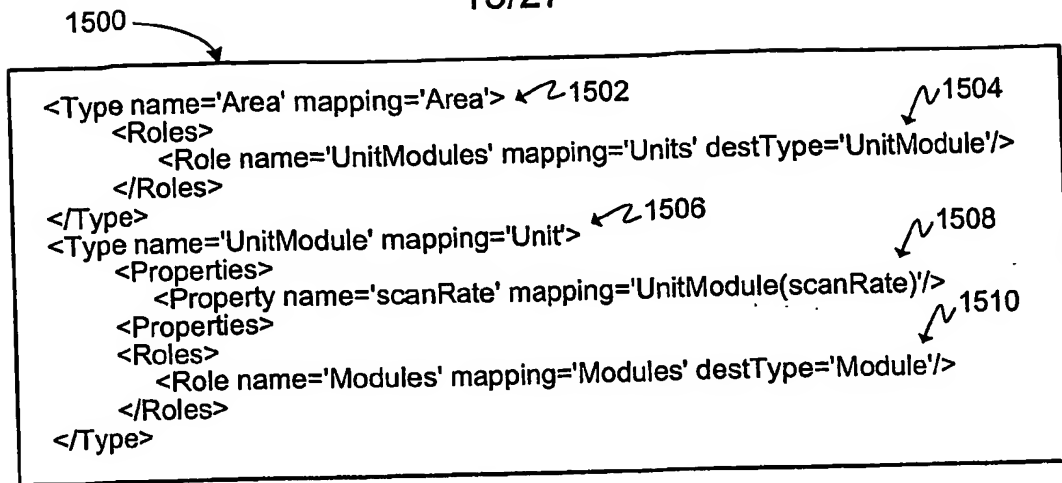 1500
<Type name='Area' mapping='Area'> 1502
<Roles> 1504
<Role name='UnitModules' mapping='Units' destType='UnitModule'/>
</Roles>
</Type>
<Type name='UnitModule' mapping='Unit'> 1506
<Properties> 1508
<Property name='scanRate' mapping='UnitModule(scanRate)'/>
<Properties>
<Roles> 1510
<Role name='Modules' mapping='Modules' destType='Module'/>
</Roles>
</Type>